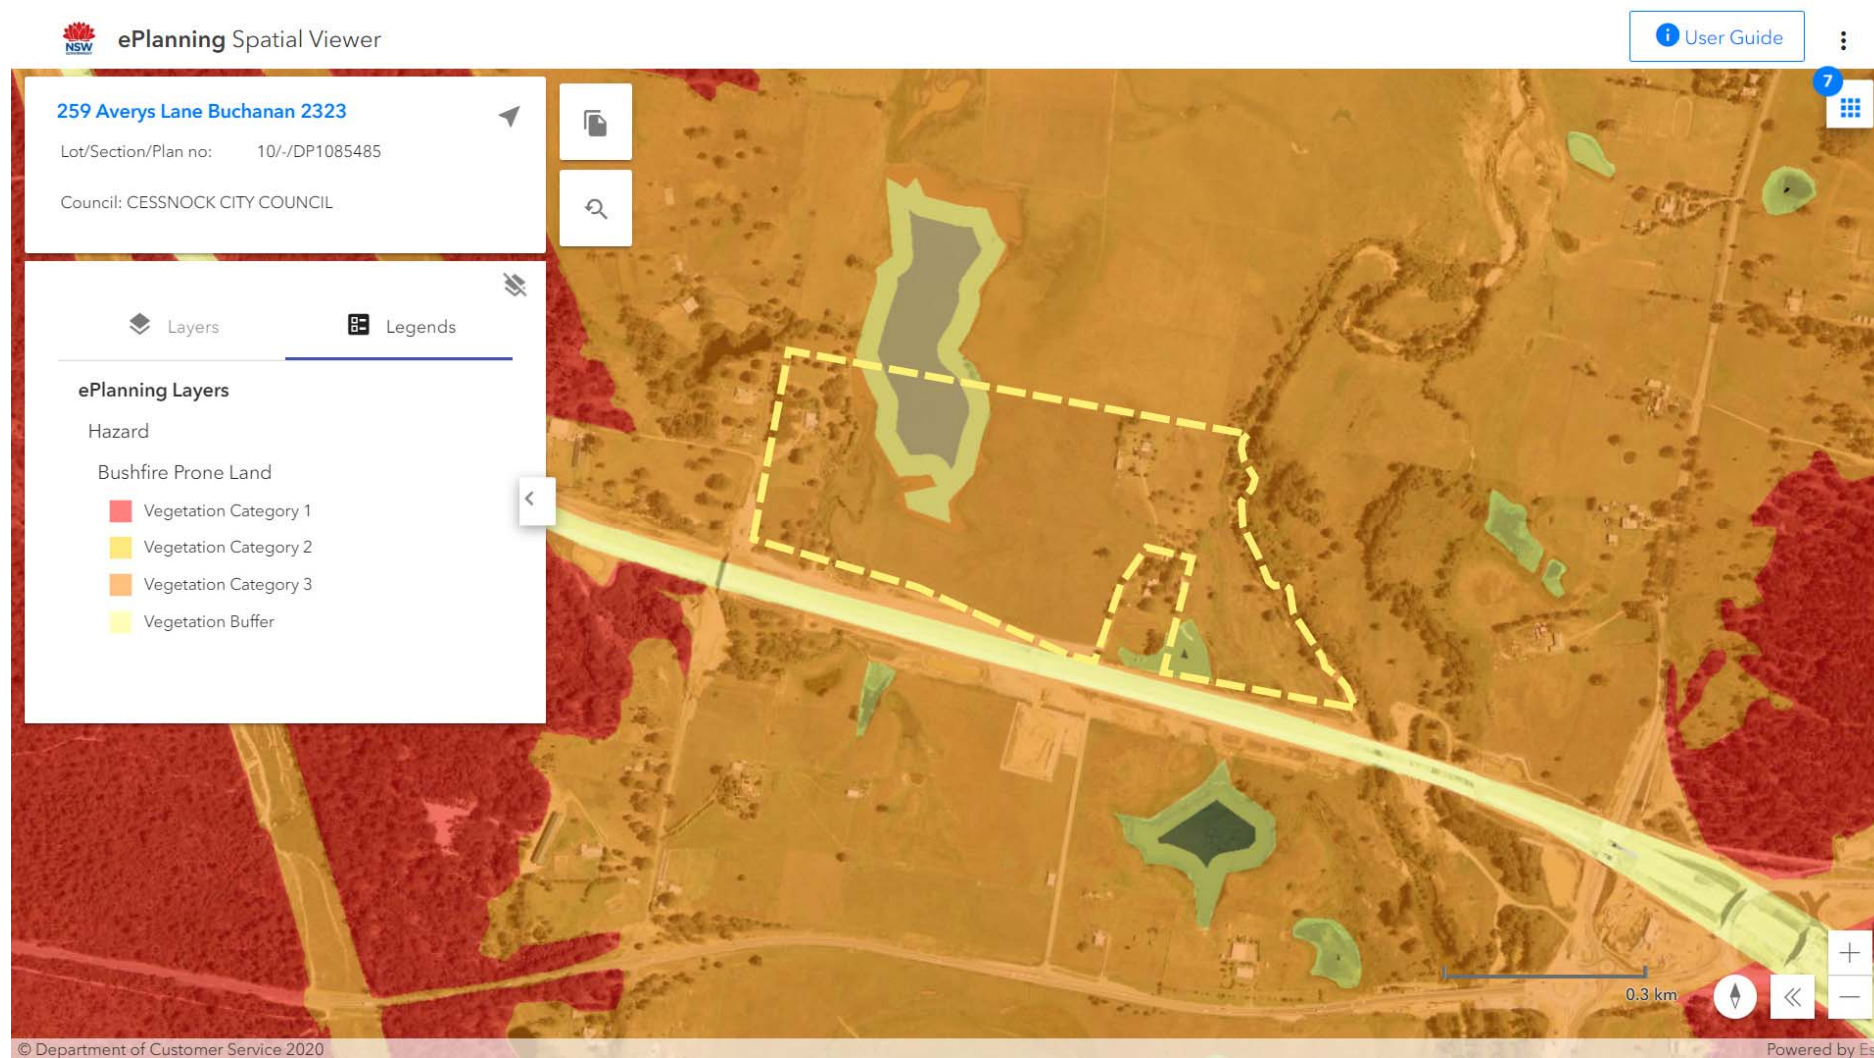 NSW
ePlanning Spatial Viewer
User Guide
7
259 Averys Lane Buchanan 2323
Lot/Section/Plan no: 10/-/DP1085485
Council: CESSNOCK CITY COUNCIL
Layers
Legends
ePlanning Layers
Hazard
Bushfire Prone Land
Vegetation Category 1
Vegetation Category 2
Vegetation Category 3
Vegetation Buffer
0.3 km
© Department of Customer Service 2020
Powered by Es